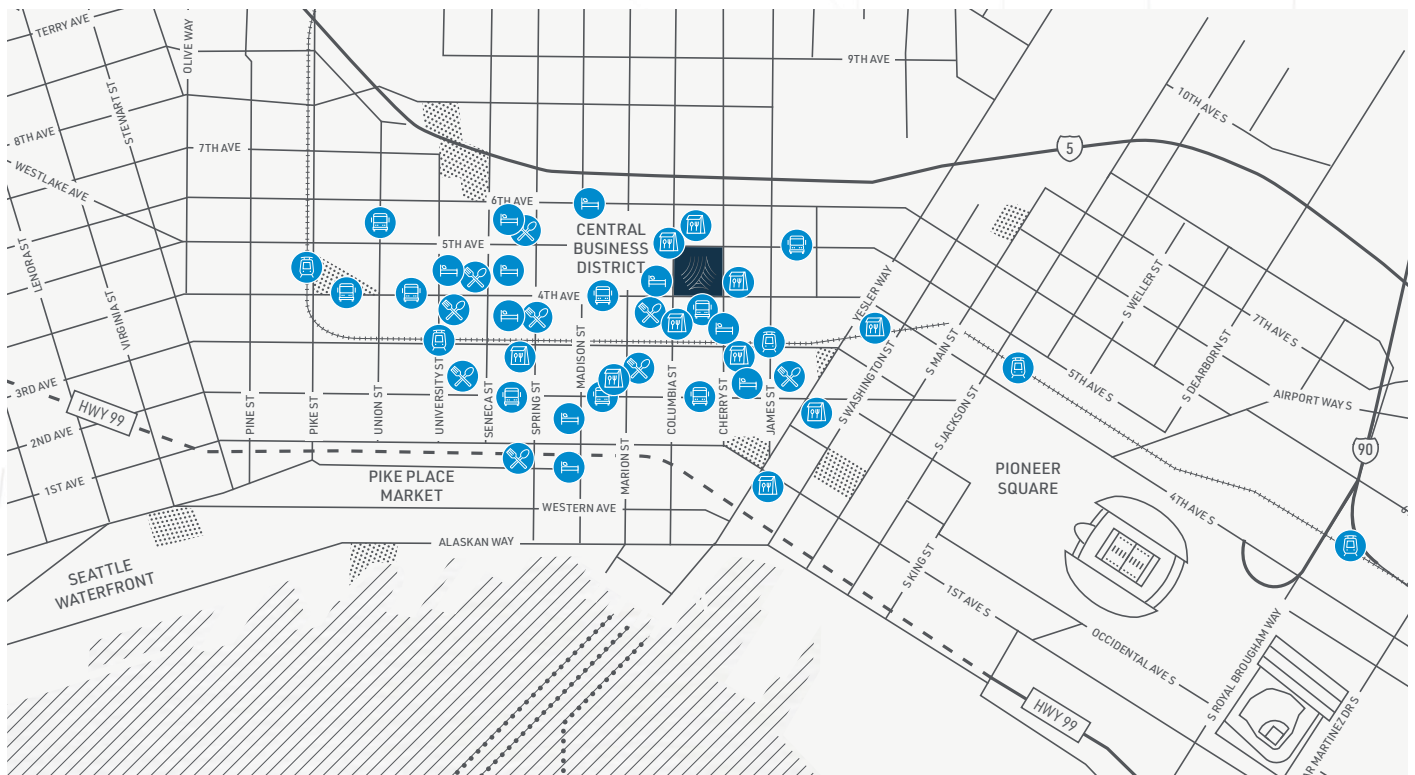 TERRY AVE
OLIVE WAY
9TH AVE
STEWART ST
10TH AVE S
8TH AVE
7TH AVE
5
WESTLAKE AVE
6TH AVE
CENTRAL
BUSINESS
DISTRICT
5TH AVE
LENORA ST
4TH AVE
VIRGINIA ST
YESLER WAY
S WELLER ST
7TH AVE S
3RD AVE
HWY 99
2ND AVE
1ST AVE
PINE ST
PIKE ST
UNION ST
UNIVERSITY ST
SENECA ST
SPRING ST
MADISON ST
MARION ST
COLUMBIA ST
CHERRY ST
JAMES ST
S WASHINGTON ST
S MAIN ST
S JACKSON ST
5TH AVE S
S DEARBORN ST
AIRPORT WAY S
90
PIKE PLACE
MARKET
PIONEER
SQUARE
WESTERN AVE
4TH AVE S
ALASKAN WAY
SEATTLE
WATERFRONT
S KING ST
1ST AVE S
OCCIDENTAL AVE S
S ROYAL BROUGHAM WAY
HWY 99
AR MARTINEZ DR S